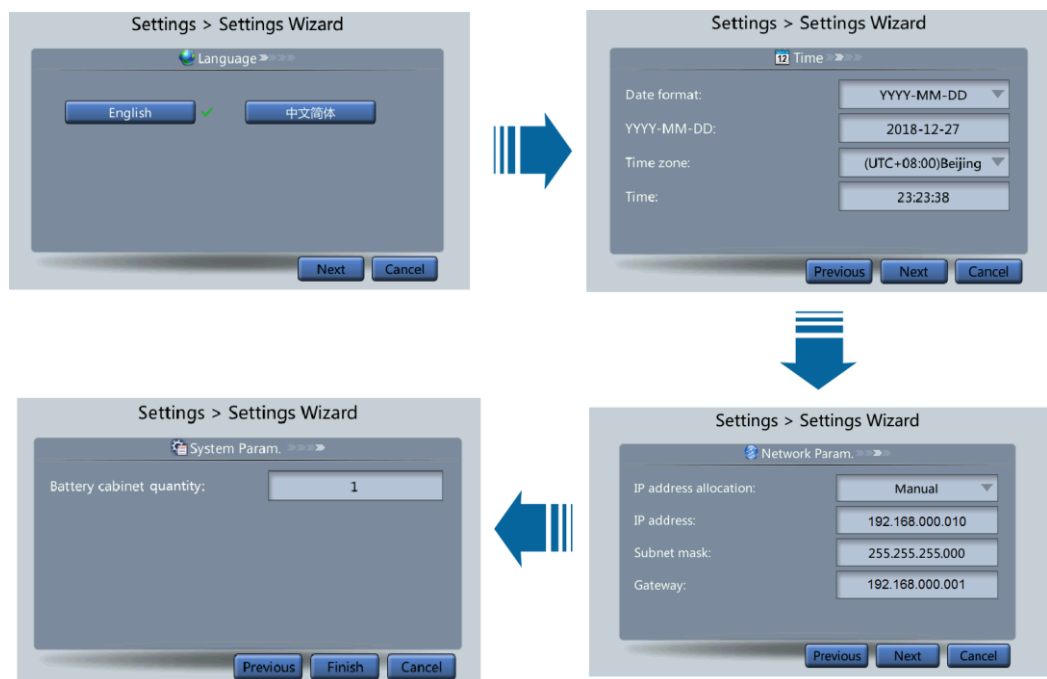 Settings > Settings Wizard
Language
English
中文简体
Next
Cancel
Settings > Settings Wizard
12 Time
Date format: YYYY-MM-DD
YYYY-MM-DD: 2018-12-27
Time zone: (UTC+08:00)Beijing
Time: 23:23:38
Previous
Next
Cancel
Settings > Settings Wizard
Network Param.
IP address allocation: Manual
IP address: 192.168.000.010
Subnet mask: 255.255.255.000
Gateway: 192.168.000.001
Previous
Next
Cancel
Settings > Settings Wizard
System Param.
Battery cabinet quantity: 1
Previous
Finish
Cancel